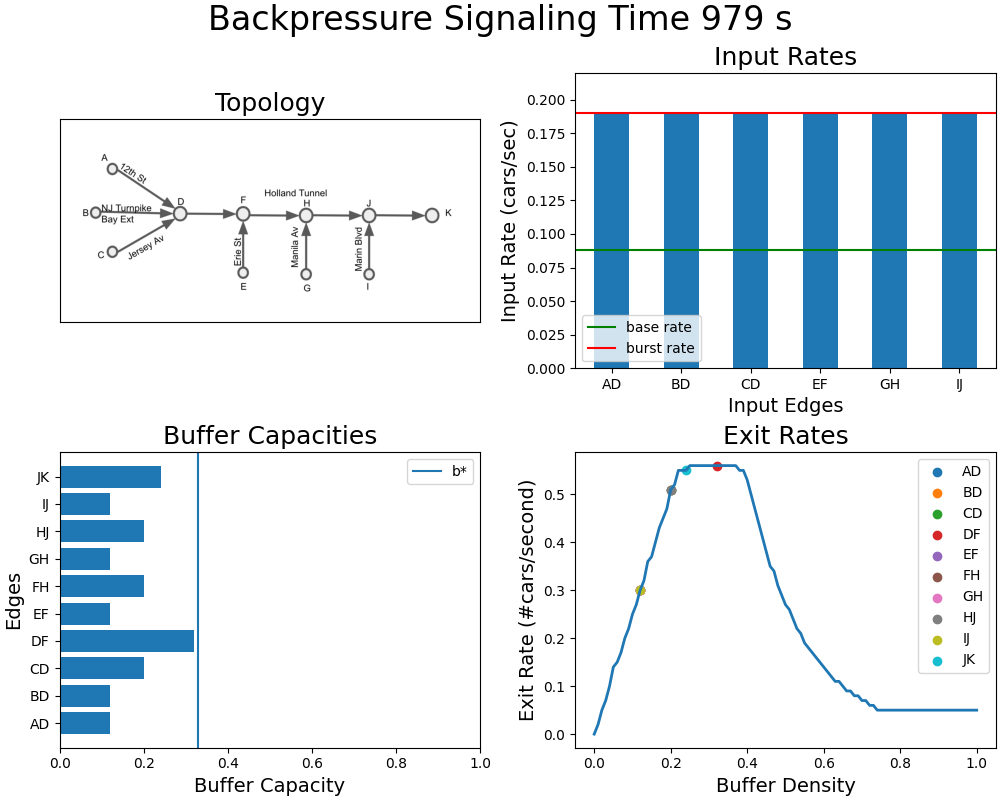 Backpressure Signaling Time 979 s
Topology
A
12th St
B
NJ Turnpike
Bay Ext
C
Jersey Av
D
F
Erie St
E
Holland Tunnel
H
Manila Av
G
J
Marin Blvd
I
K
Input Rates
Input Rate (cars/sec)
0.200
0.175
0.150
0.125
0.100
0.075
0.050
0.025
0.000
base rate
burst rate
AD BD CD EF GH IJ
Input Edges
Buffer Capacities
Edges
b*
JK
IJ
HJ
GH
FH
EF
DF
CD
BD
AD
0.0 0.2 0.4 0.6 0.8 1.0
Buffer Capacity
Exit Rates
Exit Rate (#cars/second)
0.5
0.4
0.3
0.2
0.1
0.0
AD
BD
CD
DF
EF
FH
GH
HJ
IJ
JK
0.0 0.2 0.4 0.6 0.8 1.0
Buffer Density